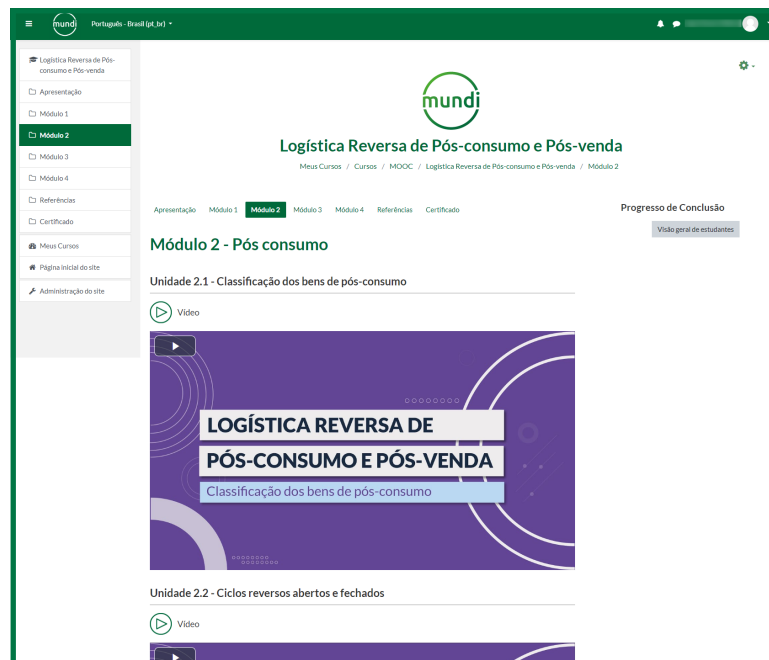 mundi
Português - Brasil (pt_br)
Logística Reversa de Pós-
consumo e Pós-venda
Apresentação
Módulo 1
Módulo 2
Módulo 3
Módulo 4
Referências
Certificado
Meus Cursos
Página inicial do site
Administração do site
mundi
Logística Reversa de Pós-consumo e Pós-venda
Meus Cursos / Cursos / MOOC / Logística Reversa de Pós-consumo e Pós-venda / Módulo 2
Apresentação Módulo 1 Módulo 2 Módulo 3 Módulo 4 Referências Certificado
Progresso de Conclusão
Visão geral de estudantes
Módulo 2 - Pós consumo
Unidade 2.1 - Classificação dos bens de pós-consumo
Vídeo
LOGÍSTICA REVERSA DE
PÓS-CONSUMO E PÓS-VENDA
Classificação dos bens de pós-consumo
Unidade 2.2 - Ciclos reversos abertos e fechados
Vídeo